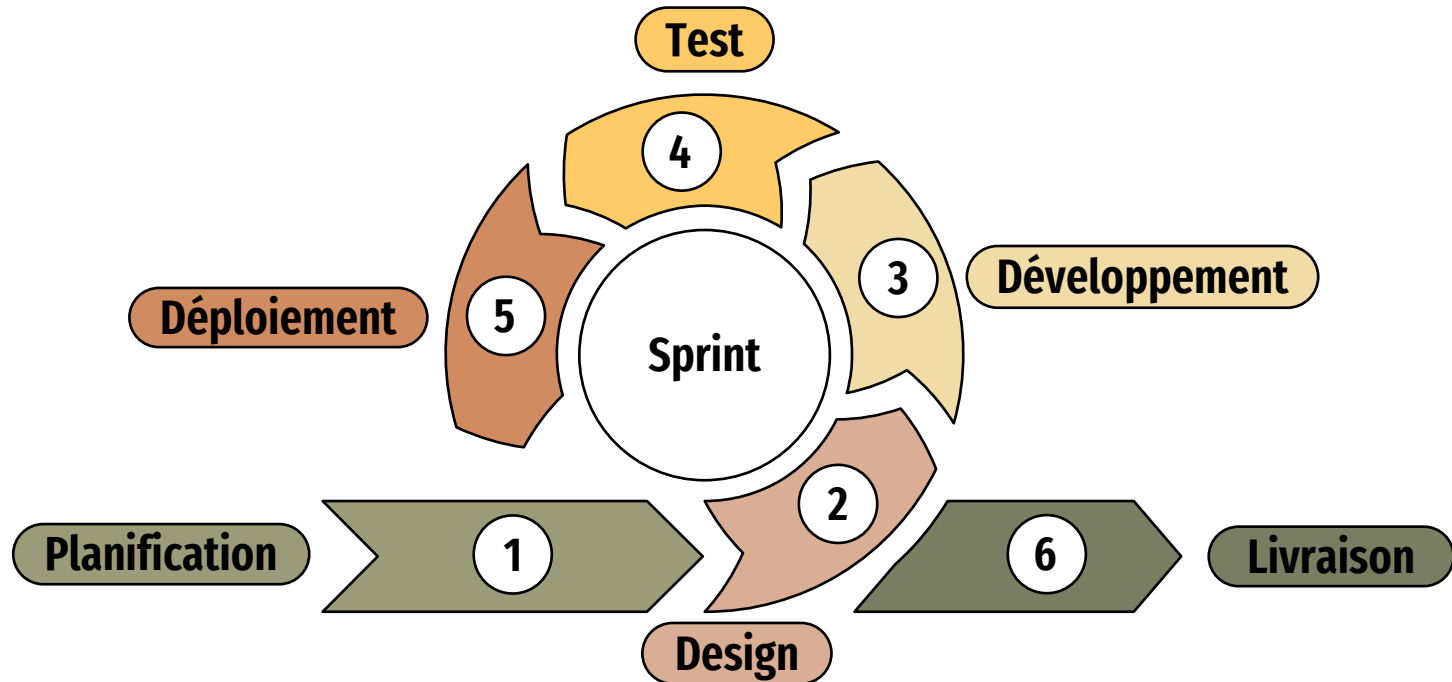 Test
4
3
Développement
Déploiement
5
Sprint
2
Planification
1
6
Livraison
Design